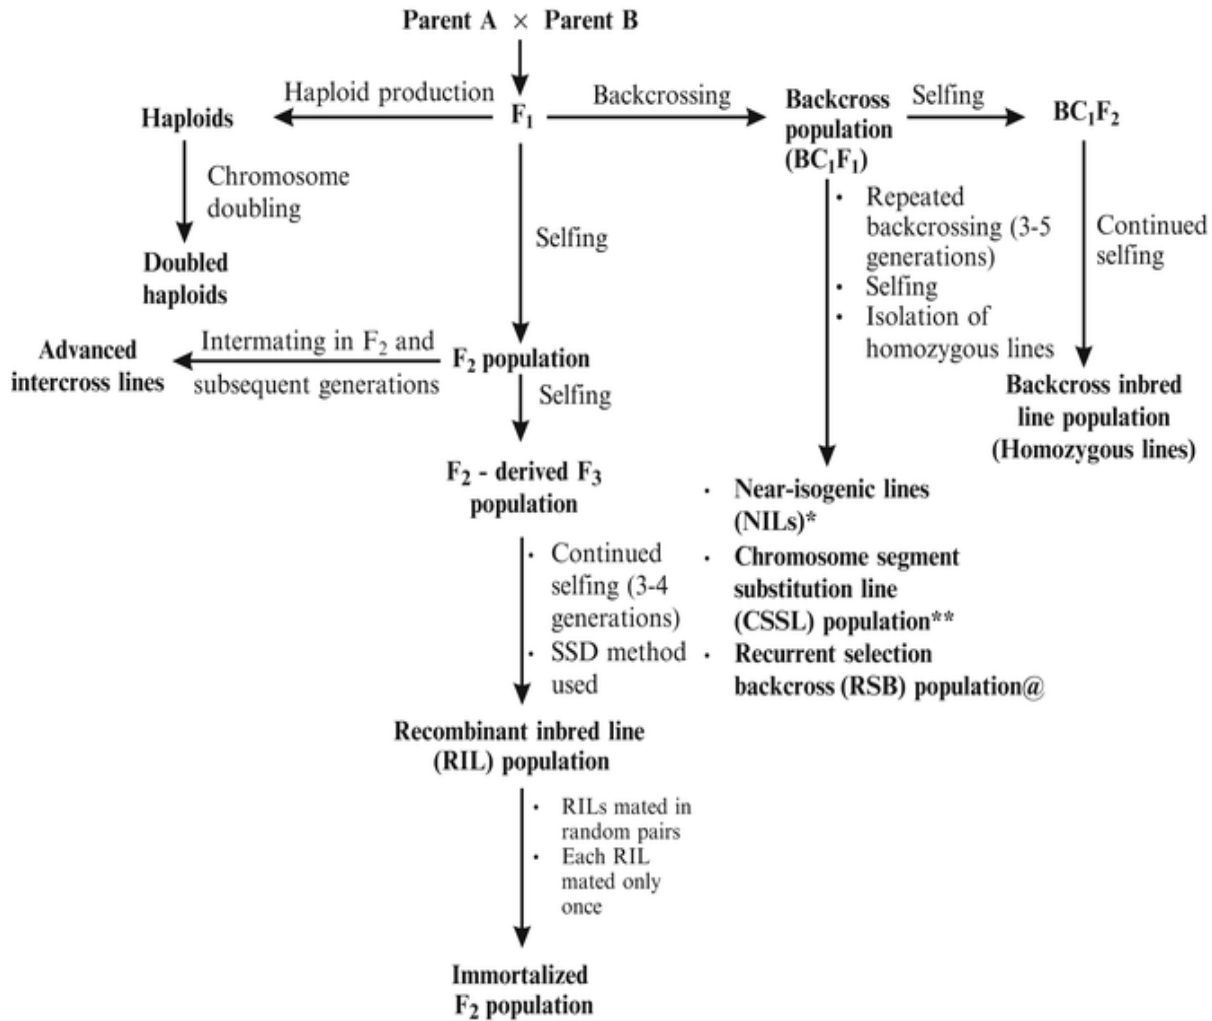 Parent A × Parent B
Haploid production
Backcrossing
Selfing
Haploids
F₁
Backcross
population
(BC₁F₁)
BC₁F₂
Chromosome
doubling
Selfing
• Repeated
backcrossing (3-5
generations)
• Selfing
• Isolation of
homozygous lines
Continued
selfing
Doubled
haploids
Advanced
intercross lines
Intermating in F₂ and
subsequent generations
F₂ population
Selfing
Backcross inbred
line population
(Homozygous lines)
F₂ - derived F₃
population
• Near-isogenic lines
(NILs)*
• Chromosome segment
substitution line
(CSSL) population**
• Recurrent selection
backcross (RSB) population@
• Continued
selfing (3-4
generations)
• SSD method
used
Recombinant inbred line
(RIL) population
• RILs mated in
random pairs
• Each RIL
mated only
once
Immortalized
F₂ population